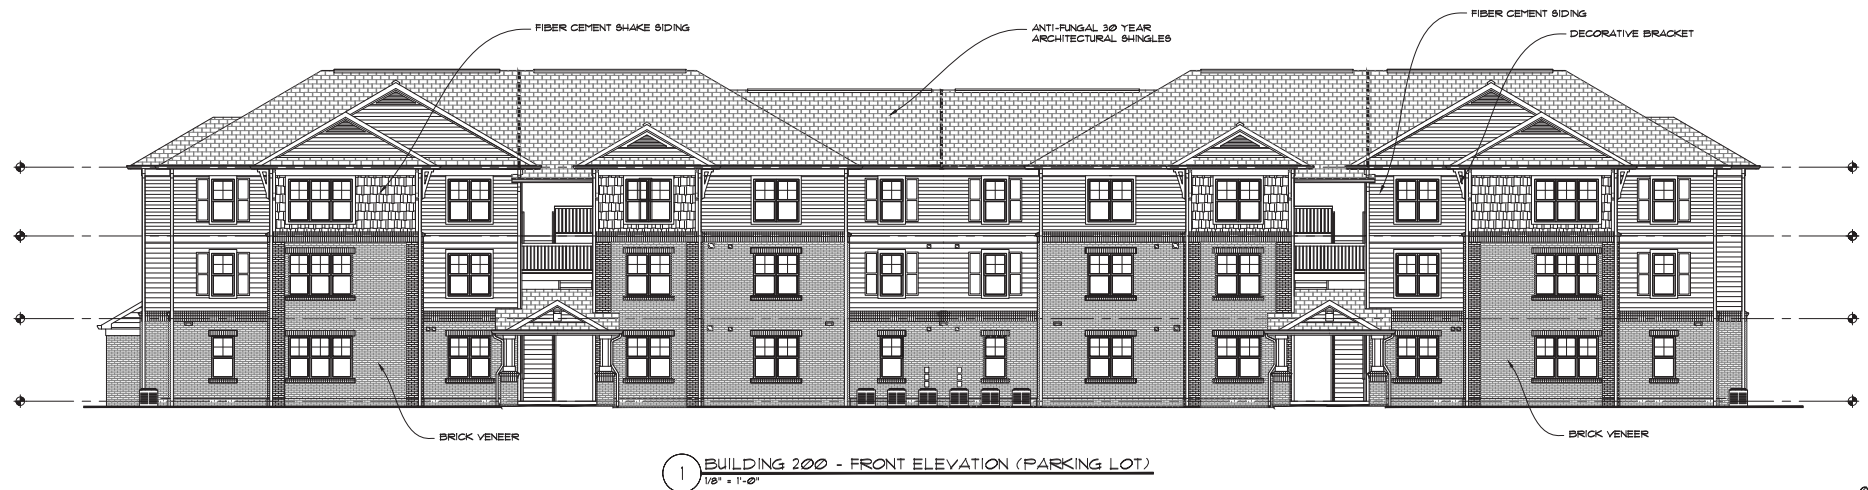 FIBER CEMENT SIDING
FIBER CEMENT SHAKE SIDING
ANTI-FUNGAL 30 YEAR
ARCHITECTURAL SHINGLES
DECORATIVE BRACKET
BRICK VENEER
BRICK VENEER
1
BUILDING 200 - FRONT ELEVATION (PARKING LOT)
1/8" = 1'-0"